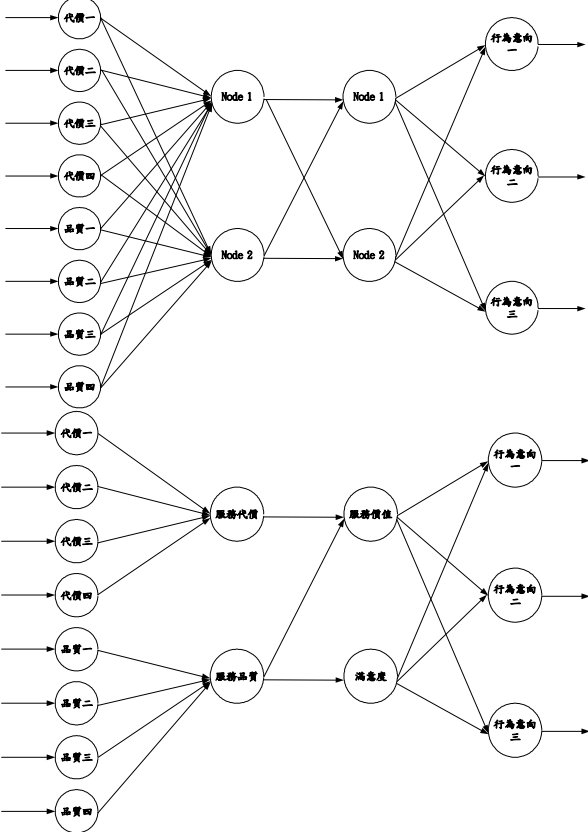 代價一
代價二
代價三
代價四
品質一
品質二
品質三
品質四
Node 1
Node 2
Node 1
Node 2
行為意向
一
行為意向
二
行為意向
三
代價一
代價二
代價三
代價四
品質一
品質二
品質三
品質四
服務代價
服務品質
服務價值
滿意度
行為意向
一
行為意向
二
行為意向
三